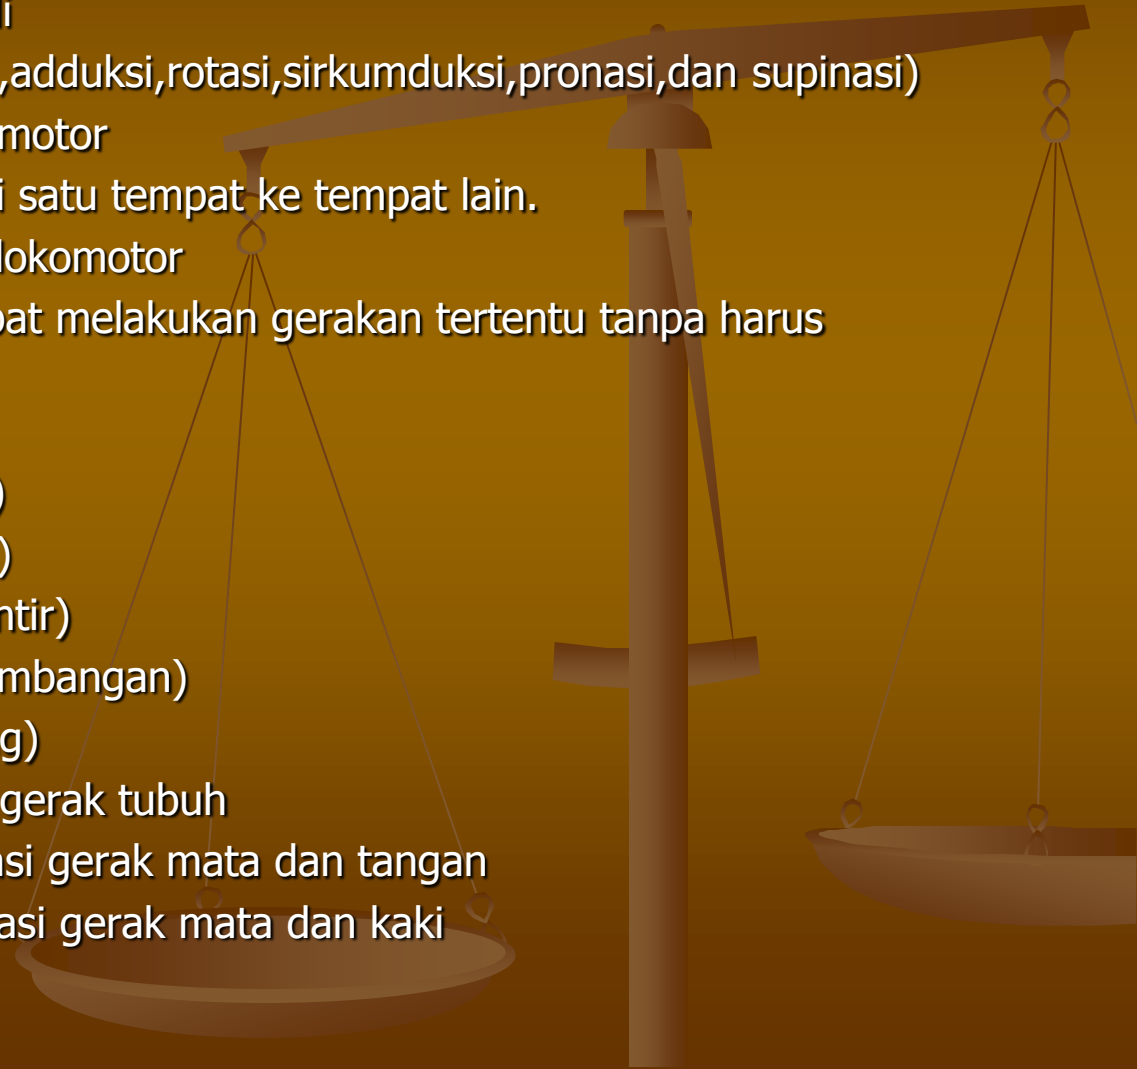 ,adduksi,rotasi,sirkumduksi,pronasi,dan supinasi)
motor
satu tempat ke tempat lain.
lokomotor
melakukan gerakan tertentu tanpa harus
)
)
ntir)
mbangan)
g)
gerak tubuh
asi gerak mata dan tangan
asi gerak mata dan kaki